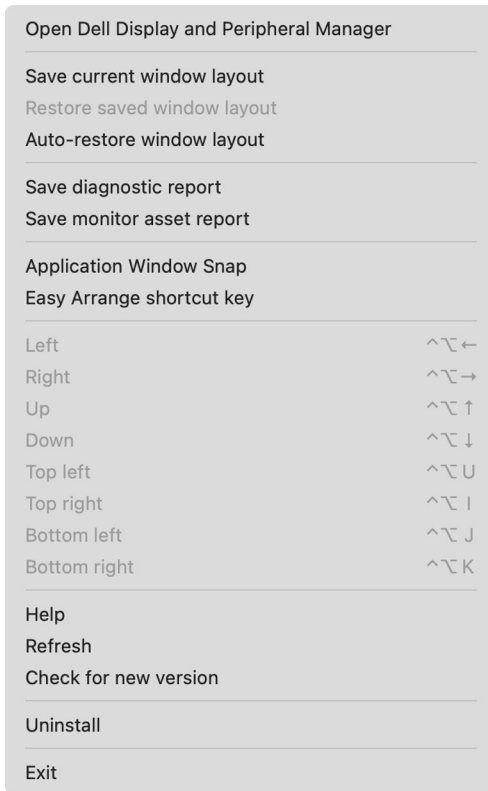 Open Dell Display and Peripheral Manager
Save current window layout
Restore saved window layout
Auto-restore window layout
Save diagnostic report
Save monitor asset report
Application Window Snap
Easy Arrange shortcut key
Left ^⌥←
Right ^⌥→
Up ^⌥↑
Down ^⌥↓
Top left ^⌥U
Top right ^⌥I
Bottom left ^⌥J
Bottom right ^⌥K
Help
Refresh
Check for new version
Uninstall
Exit